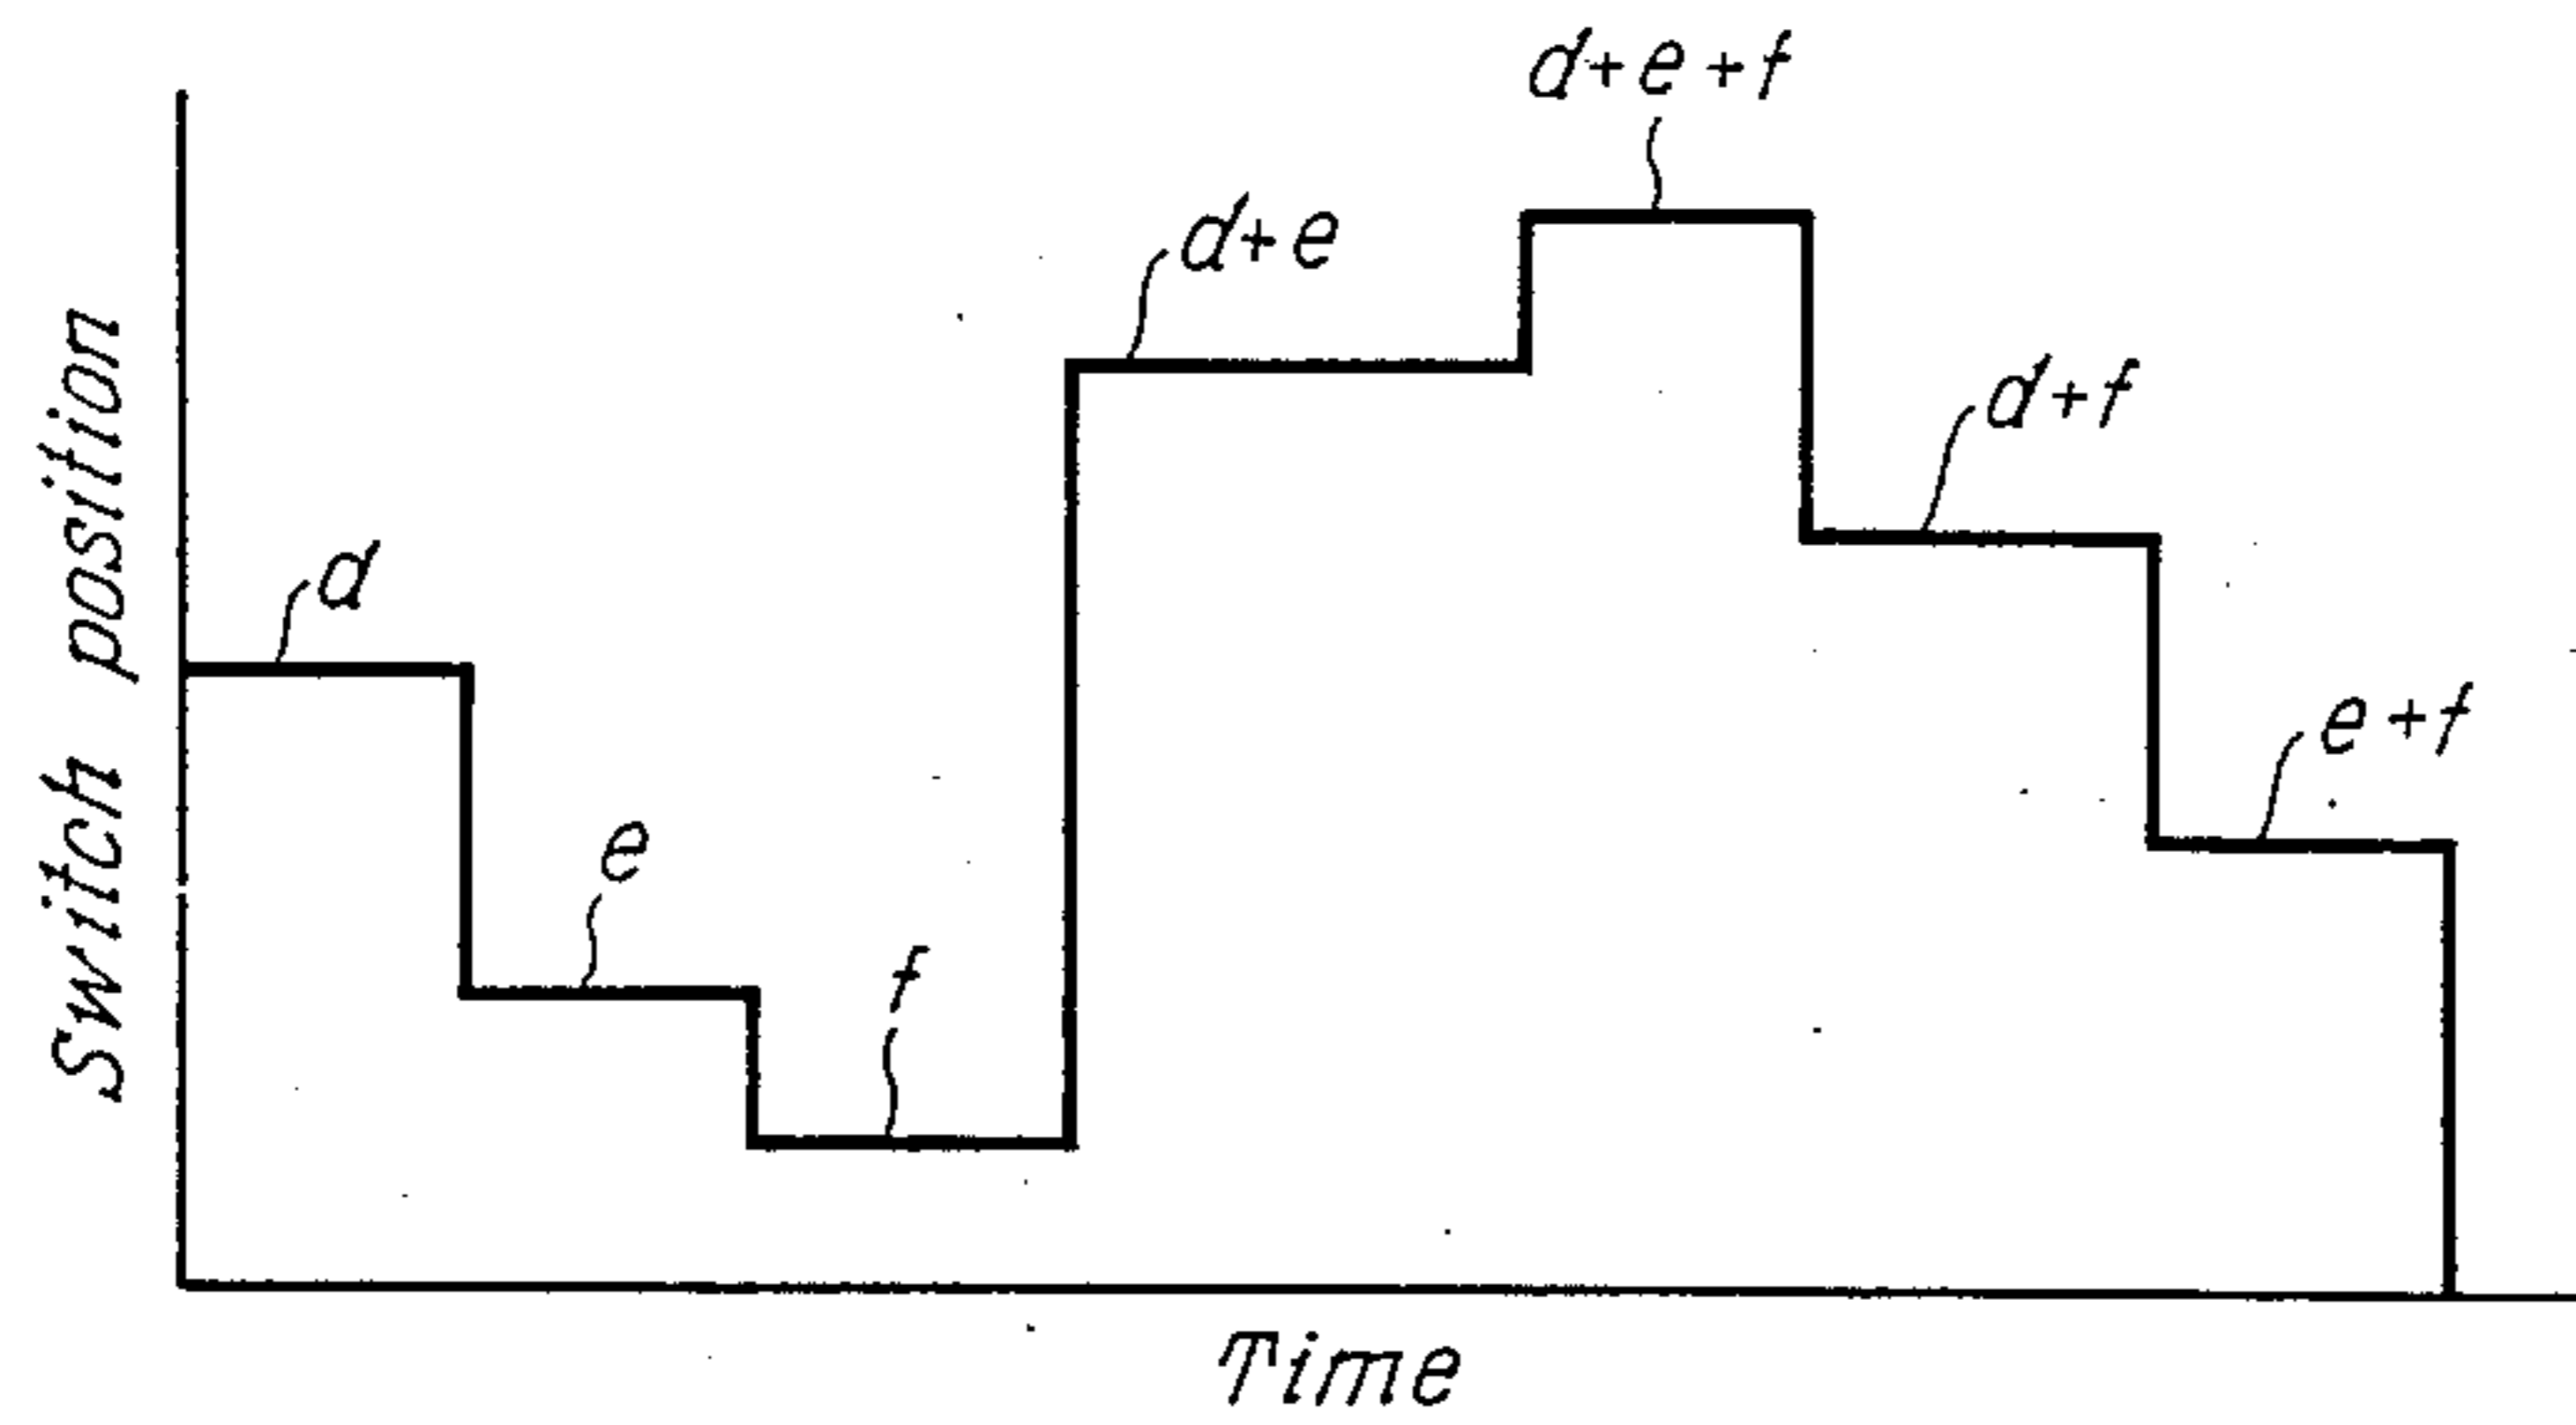 Switch position
d
e
f
d+e
d+e+f
d+f
e+f
Time